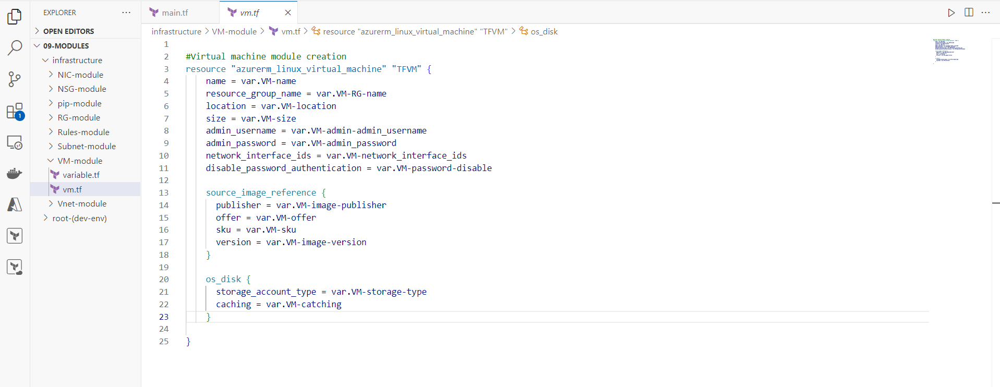 EXPLORER
···
main.tf
vm.tf
OPEN EDITORS
09-MODULES
infrastructure
NIC-module
NSG-module
pip-module
RG-module
Rules-module
Subnet-module
VM-module
variable.tf
vm.tf
Vnet-module
root-(dev-env)
1
infrastructure > VM-module > vm.tf > resource "azurerm_linux_virtual_machine" "TFVM" > os_disk
1
2 #Virtual machine module creation
3 resource "azurerm_linux_virtual_machine" "TFVM" {
4 name = var.VM-name
5 resource_group_name = var.VM-RG-name
6 location = var.VM-location
7 size = var.VM-size
8 admin_username = var.VM-admin-admin_username
9 admin_password = var.VM-admin_password
10 network_interface_ids = var.VM-network_interface_ids
11 disable_password_authentication = var.VM-password-disable
12
13 source_image_reference {
14 publisher = var.VM-image-publisher
15 offer = var.VM-offer
16 sku = var.VM-sku
17 version = var.VM-image-version
18 }
19
20 os_disk {
21 storage_account_type = var.VM-storage-type
22 caching = var.VM-catching
23 }
24
25 }